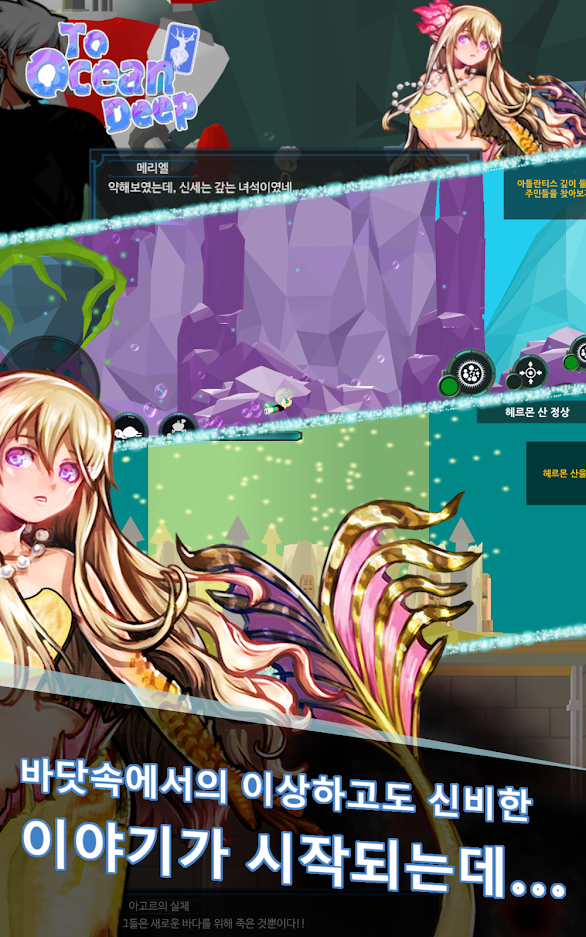 To
Ocean
Deep
메리엘
약해보였는데, 신세는 갚는 녀석이였네
아틀란티스 깊이 들
주민들을 찾아보
헤르몬 산 정상
헤르몬 산을
바닷속에서의 이상하고도 신비한
이야기가 시작되는데...
아고르의 실체
그들은 새로운 바다를 위해 죽은 것뿐이다!!